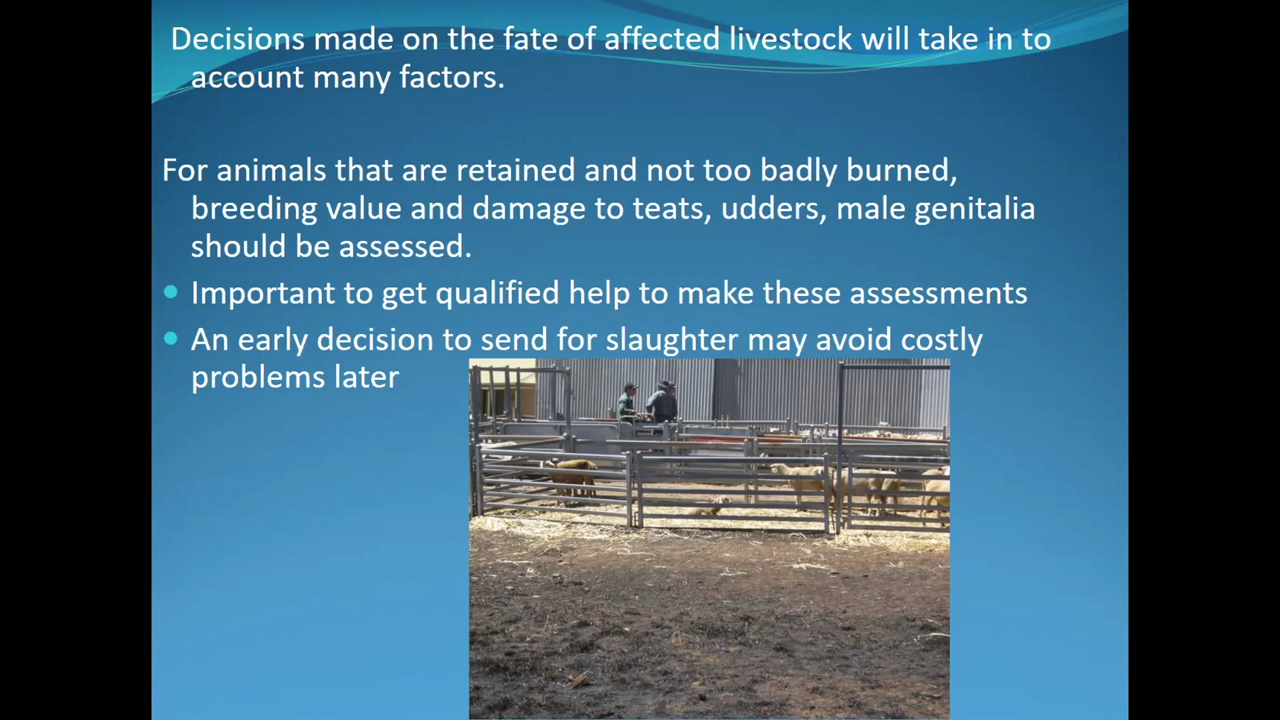 Decisions made on the fate of affected livestock will take in to
account many factors.
For animals that are retained and not too badly burned,
breeding value and damage to teats, udders, male genitalia
should be assessed.
• Important to get qualified help to make these assessments
• An early decision to send for slaughter may avoid costly
problems later